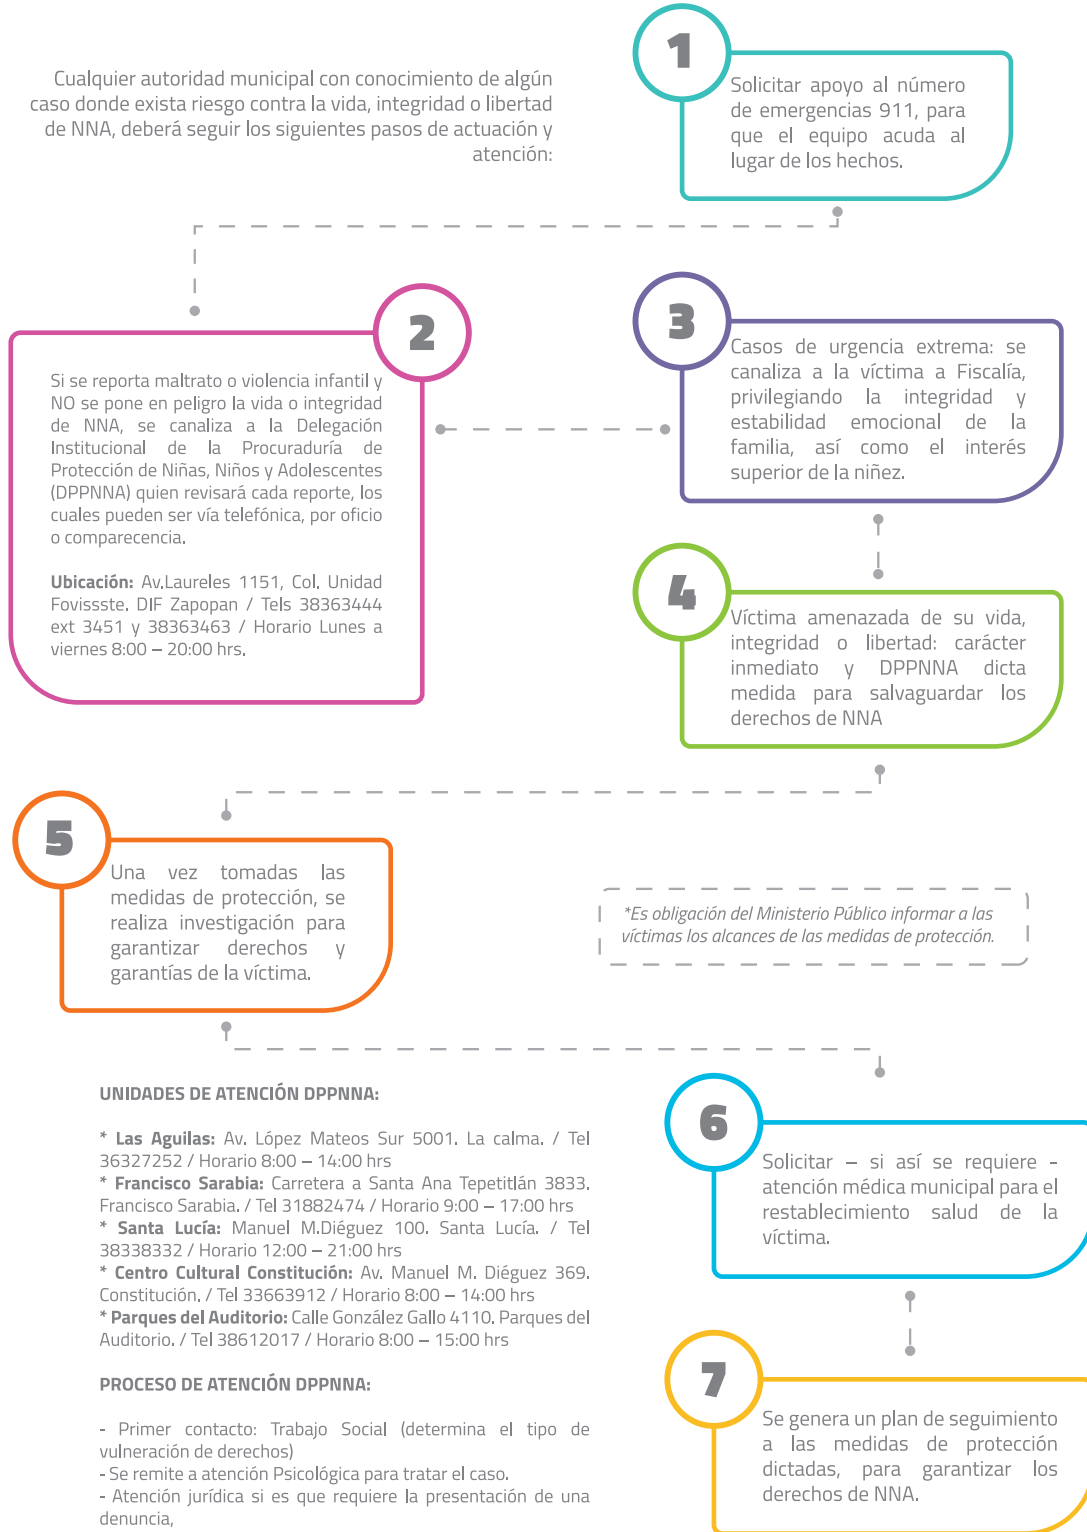 Cualquier autoridad municipal con conocimiento de algún
caso donde exista riesgo contra la vida, integridad o libertad
de NNA, deberá seguir los siguientes pasos de actuación y
atención:
1
Solicitar apoyo al número
de emergencias 911, para
que el equipo acuda al
lugar de los hechos.
2
Si se reporta maltrato o violencia infantil y
NO se pone en peligro la vida o integridad
de NNA, se canaliza a la Delegación
Institucional de la Procuraduría de
Protección de Niñas, Niños y Adolescentes
(DPPNNA) quien revisará cada reporte, los
cuales pueden ser vía telefónica, por oficio
o comparecencia.
Ubicación: Av.Laureles 1151, Col. Unidad
Fovissste. DIF Zapopan / Tels 38363444
ext 3451 y 38363463 / Horario Lunes a
viernes 8:00 – 20:00 hrs.
3
Casos de urgencia extrema: se
canaliza a la víctima a Fiscalía,
privilegiando la integridad y
estabilidad emocional de la
familia, así como el interés
superior de la niñez.
4
Víctima amenazada de su vida,
integridad o libertad: carácter
inmediato y DPPNNA dicta
medida para salvaguardar los
derechos de NNA
5
Una vez tomadas las
medidas de protección, se
realiza investigación para
garantizar derechos y
garantías de la víctima.
*Es obligación del Ministerio Público informar a las
víctimas los alcances de las medidas de protección.
UNIDADES DE ATENCIÓN DPPNNA:
* Las Aguilas: Av. López Mateos Sur 5001. La calma. / Tel
36327252 / Horario 8:00 – 14:00 hrs
* Francisco Sarabia: Carretera a Santa Ana Tepetitlán 3833.
Francisco Sarabia. / Tel 31882474 / Horario 9:00 – 17:00 hrs
* Santa Lucía: Manuel M.Diéguez 100. Santa Lucía. / Tel
38338332 / Horario 12:00 – 21:00 hrs
* Centro Cultural Constitución: Av. Manuel M. Diéguez 369.
Constitución. / Tel 33663912 / Horario 8:00 – 14:00 hrs
* Parques del Auditorio: Calle González Gallo 4110. Parques del
Auditorio. / Tel 38612017 / Horario 8:00 – 15:00 hrs
PROCESO DE ATENCIÓN DPPNNA:
- Primer contacto: Trabajo Social (determina el tipo de
vulneración de derechos)
- Se remite a atención Psicológica para tratar el caso.
- Atención jurídica si es que requiere la presentación de una
denuncia,
6
Solicitar – si así se requiere -
atención médica municipal para el
restablecimiento salud de la
víctima.
7
Se genera un plan de seguimiento
a las medidas de protección
dictadas, para garantizar los
derechos de NNA.